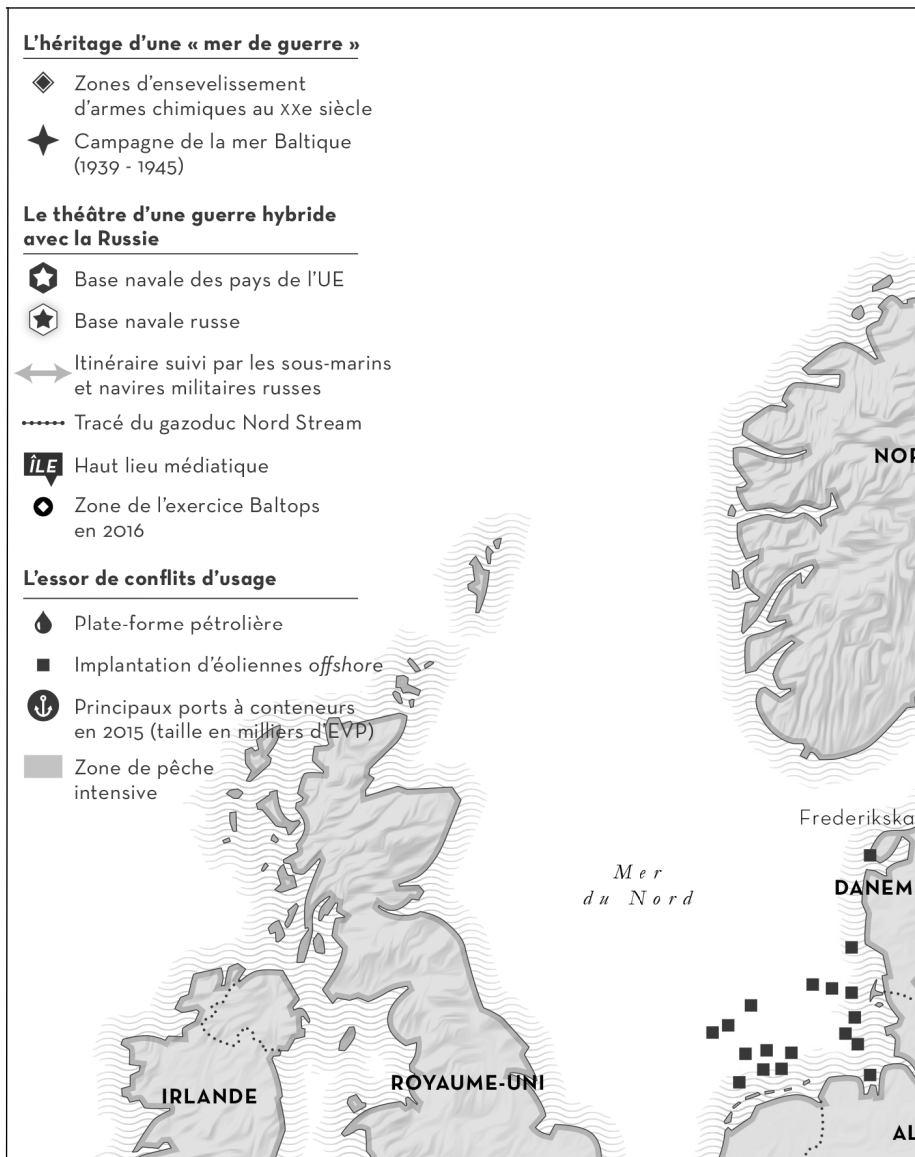 L'héritage d'une « mer de guerre »
Zones d'ensevelissement
d'armes chimiques au XXe siècle
Campagne de la mer Baltique
(1939 - 1945)
Le théâtre d'une guerre hybride
avec la Russie
Base navale des pays de l'UE
Base navale russe
Itinéraire suivi par les sous-marins
et navires militaires russes
Tracé du gazoduc Nord Stream
ÎLE Haut lieu médiatique
Zone de l'exercice Baltops
en 2016
L'essor de conflits d'usage
Plate-forme pétrolière
Implantation d'éoliennes offshore
Principaux ports à conteneurs
en 2015 (taille en milliers d'EVP)
Zone de pêche
intensive
NOR
Frederikska
Mer
du Nord
DANEM
ROYAUME-UNI
IRLANDE
AL